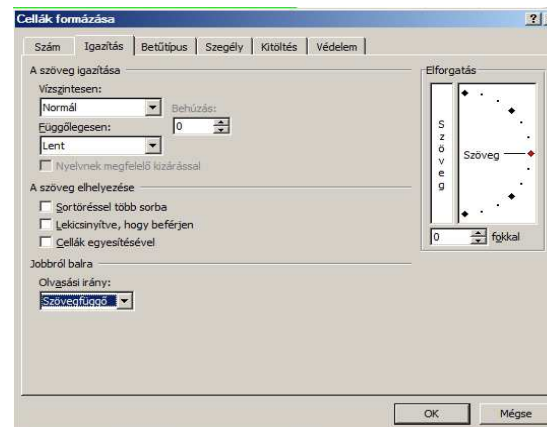 Cellák formázása
Szám Igazítás Betűtípus Szegély Kitöltés Védelem
A szöveg igazítása
Vízszintesen:
Normál
Behúzás:
0
Függőlegesen:
Lent
Nyelvnek megfelelő kizárással
A szöveg elhelyezése
Sortöréssel több sorba
Lekicsinyítve, hogy beférjen
Cellák egyesítésével
Jobbról balra
Olvasási irány:
Szövegfüggő
Elforgatás
Szöveg
Szöveg
0 fokkal
OK Mégse